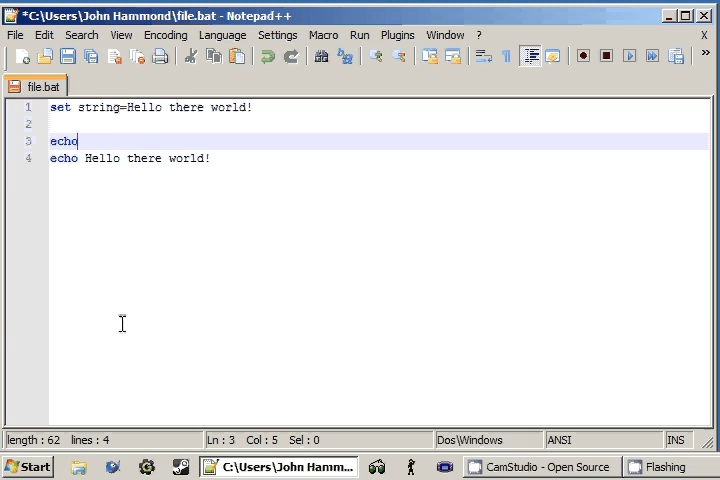 *C:\Users\John Hammond\file.bat - Notepad++
File Edit Search View Encoding Language Settings Macro Run Plugins Window ? X
file.bat
1 set string=Hello there world!
2
3 echo
4 echo Hello there world!
length : 62 lines : 4 Ln : 3 Col : 5 Sel : 0 Dos\Windows ANSI INS
Start C:\Users\John Hamm... CamStudio - Open Source Flashing